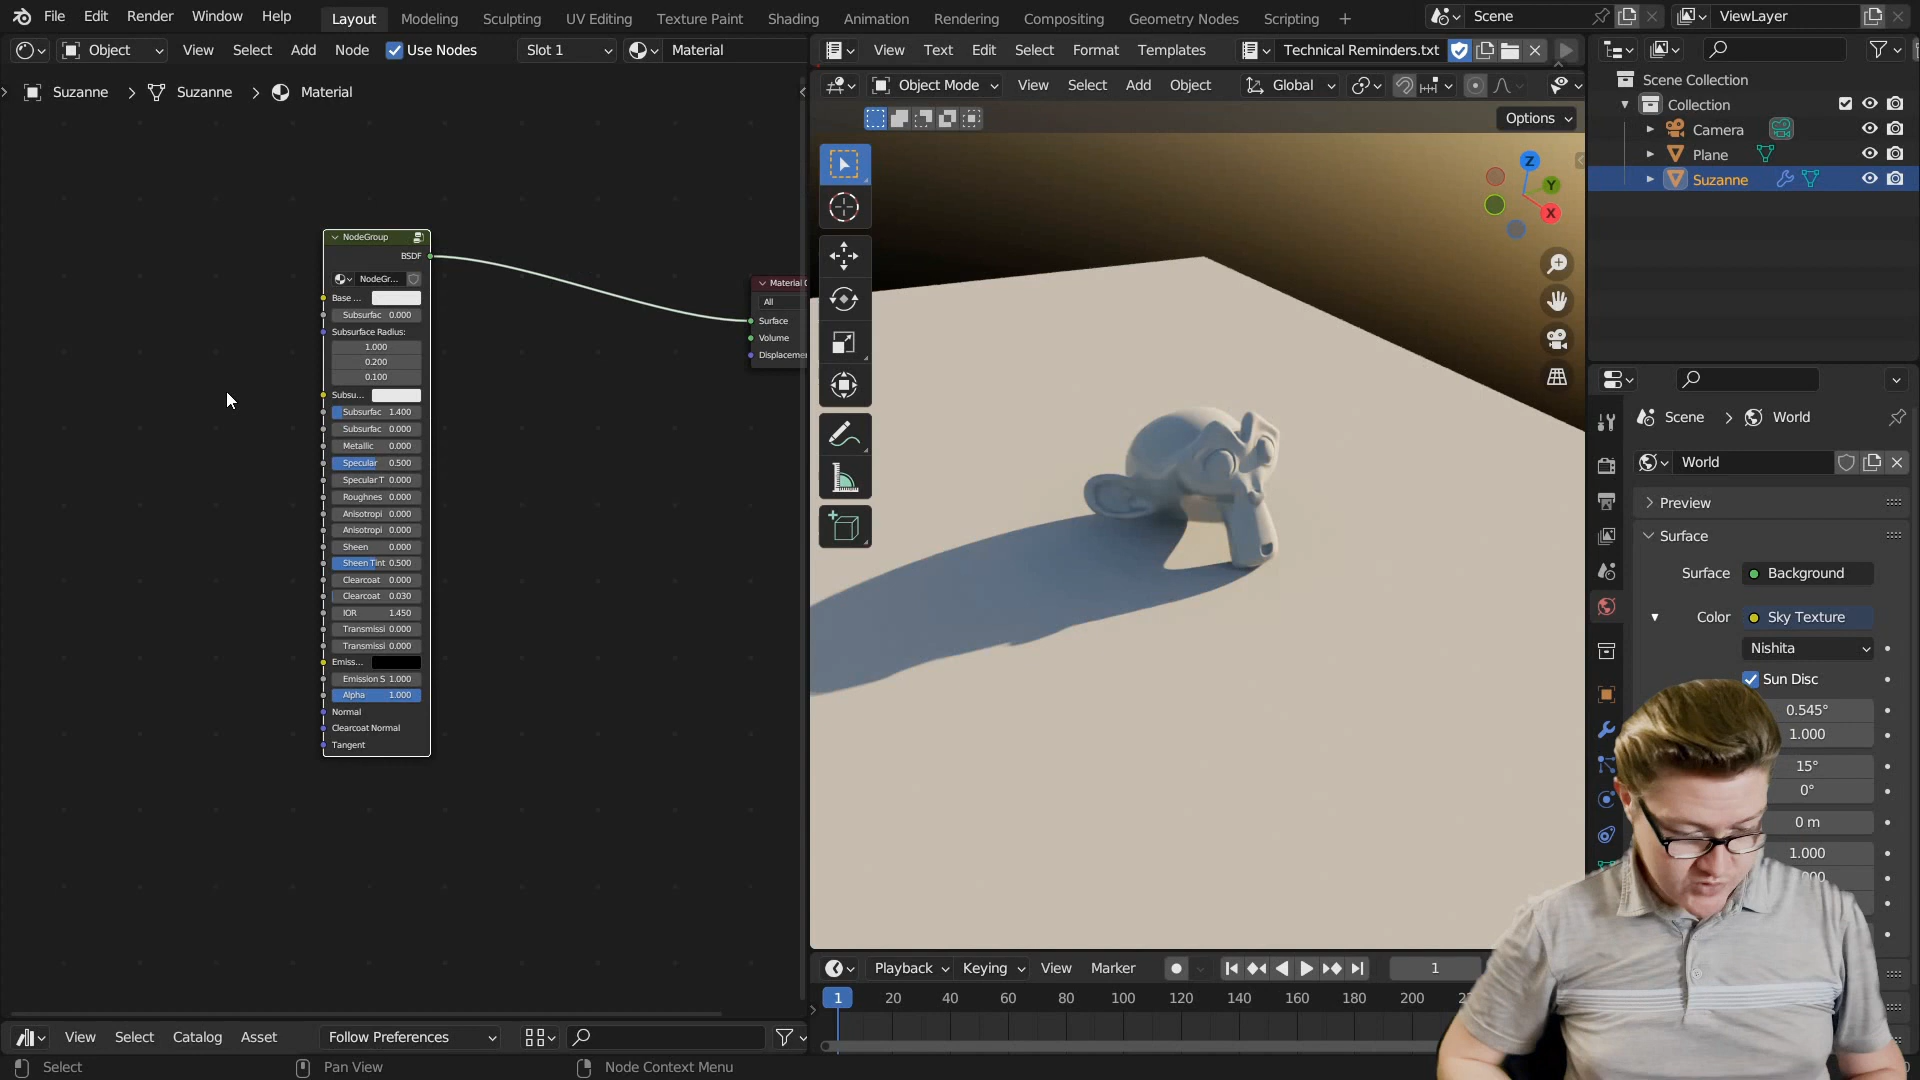 File Edit Render Window Help Layout Modeling Sculpting UV Editing Texture Paint Shading Animation Rendering Compositing Geometry Nodes Scripting + Scene ViewLayer
Object View Select Add Node Use Nodes Slot 1 Material View Text Edit Select Format Templates Technical Reminders.txt
Suzanne > Suzanne > Material
Object Mode View Select Add Object Global
Options
Z
Y
X
NodeGroup
BSDF
NodeGr...
Base ...
Subsurfac 0.000
Subsurface Radius:
1.000
0.200
0.100
Subsu...
Subsurfac 1.400
Subsurfac 0.000
Metallic 0.000
Specular 0.500
Specular T 0.000
Roughnes 0.000
Anisotropi 0.000
Anisotropi 0.000
Sheen 0.000
Sheen Tint 0.500
Clearcoat 0.000
Clearcoat 0.030
IOR 1.450
Transmissi 0.000
Transmissi 0.000
Emiss...
Emission S 1.000
Alpha 1.000
Normal
Clearcoat Normal
Tangent
Material
All
Surface
Volume
Displaceme
Scene Collection
Collection
Camera
Plane
Suzanne
Scene > World
World
Preview
Surface
Surface Background
Color Sky Texture
Nishita
Sun Disc
0.545°
1.000
15°
0°
0 m
1.000
Playback Keying View Marker 1
1 20 40 60 80 100 120 140 160 180 200
View Select Catalog Asset Follow Preferences
Select Pan View Node Context Menu